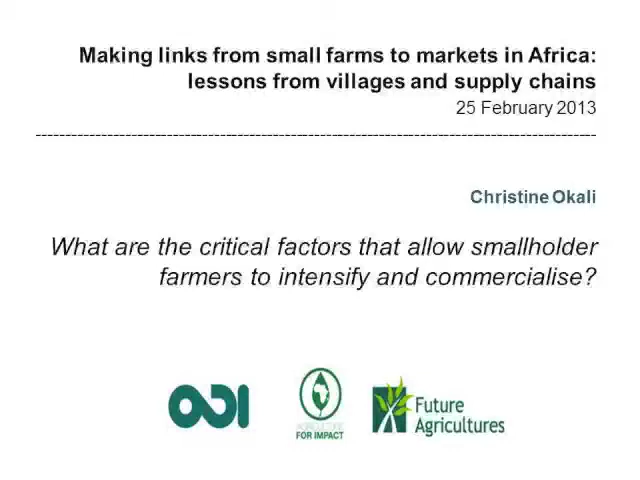 Making links from small farms to markets in Africa:
lessons from villages and supply chains
25 February 2013
Christine Okali
What are the critical factors that allow smallholder
farmers to intensify and commercialise?
ODI
AGRICULTURE
FOR IMPACT
Future
Agricultures